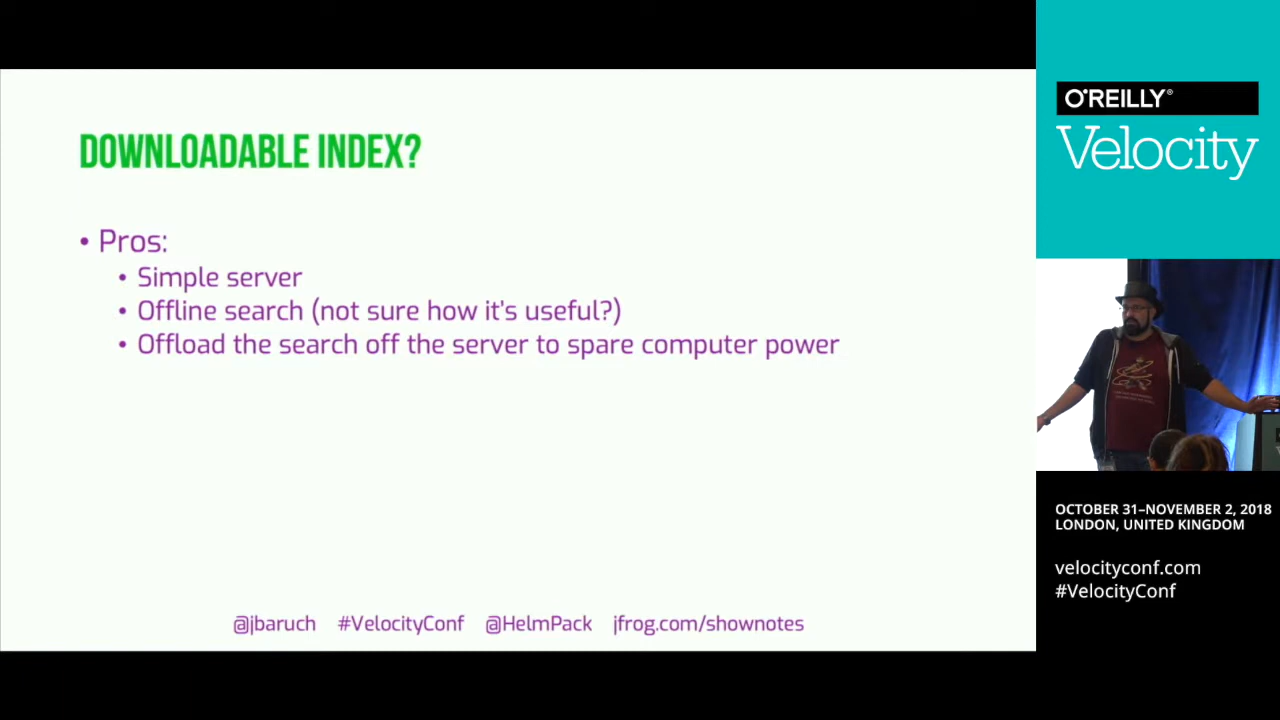 DOWNLOADABLE INDEX?
• Pros:
• Simple server
• Offline search (not sure how it's useful?)
• Offload the search off the server to spare computer power
@jbaruch #VelocityConf @HelmPack jfrog.com/shownotes
O'REILLY®
Velocity
OCTOBER 31–NOVEMBER 2, 2018
LONDON, UNITED KINGDOM
velocityconf.com
#VelocityConf